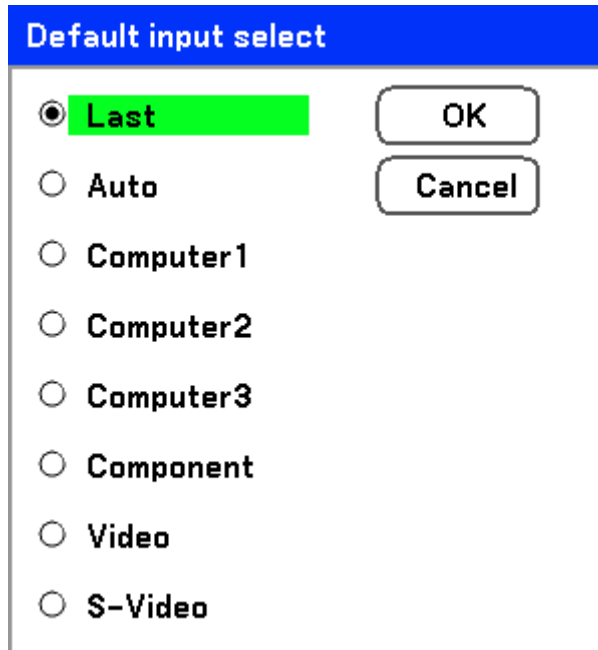 Default input select
Last
OK
Auto
Cancel
Computer1
Computer2
Computer3
Component
Video
S-Video